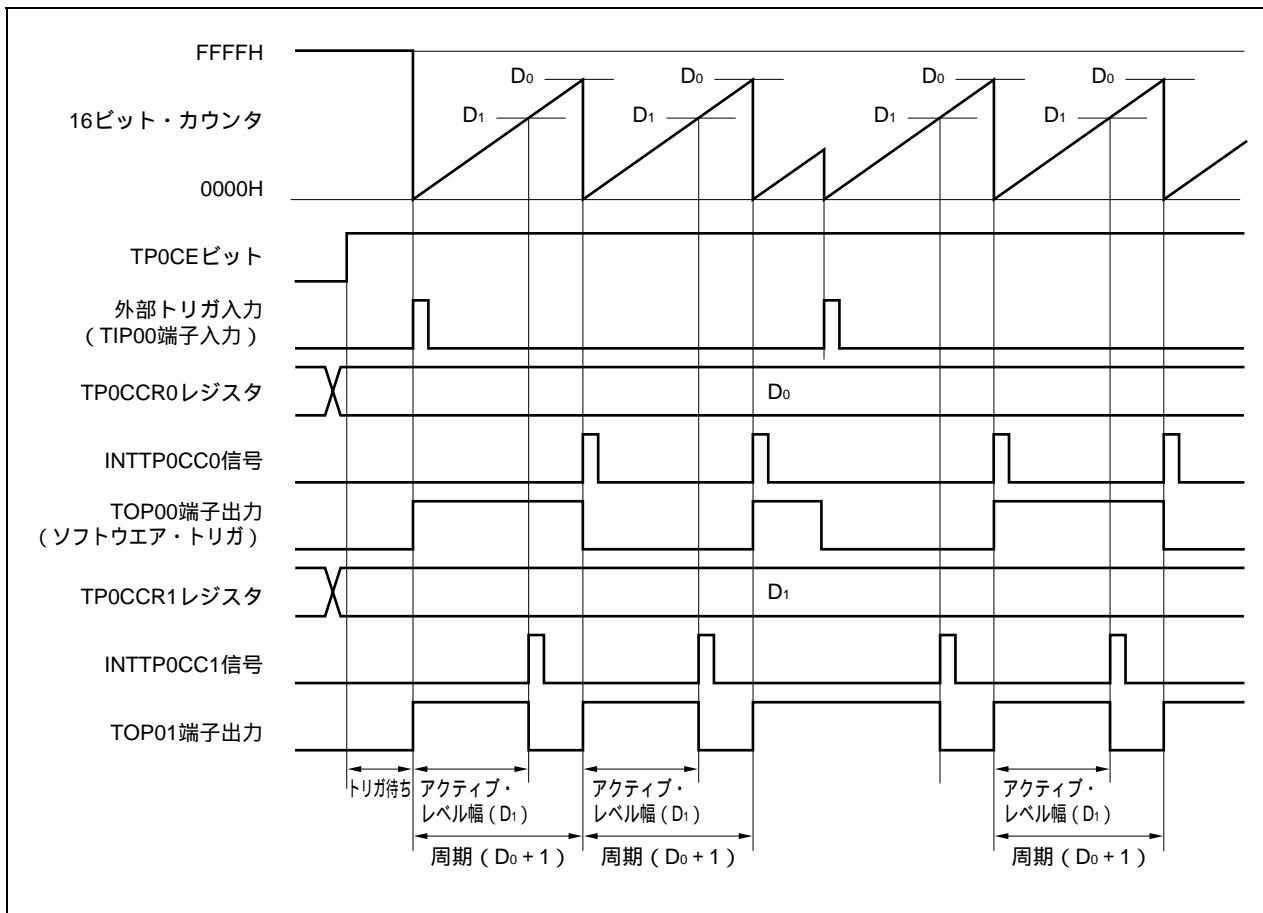 FFFFH
D0 D0 D0 D0
16ビット・カウンタ
D1 D1 D1 D1
0000H
TP0CEビット
外部トリガ入力
（TIP00端子入力）
TP0CCR0レジスタ
D0
INTTP0CC0信号
TOP00端子出力
（ソフトウエア・トリガ）
TP0CCR1レジスタ
D1
INTTP0CC1信号
TOP01端子出力
トリガ待ち
アクティブ・
レベル幅（D1）
アクティブ・
レベル幅（D1）
アクティブ・
レベル幅（D1）
周期（D0+1）
周期（D0+1）
周期（D0+1）